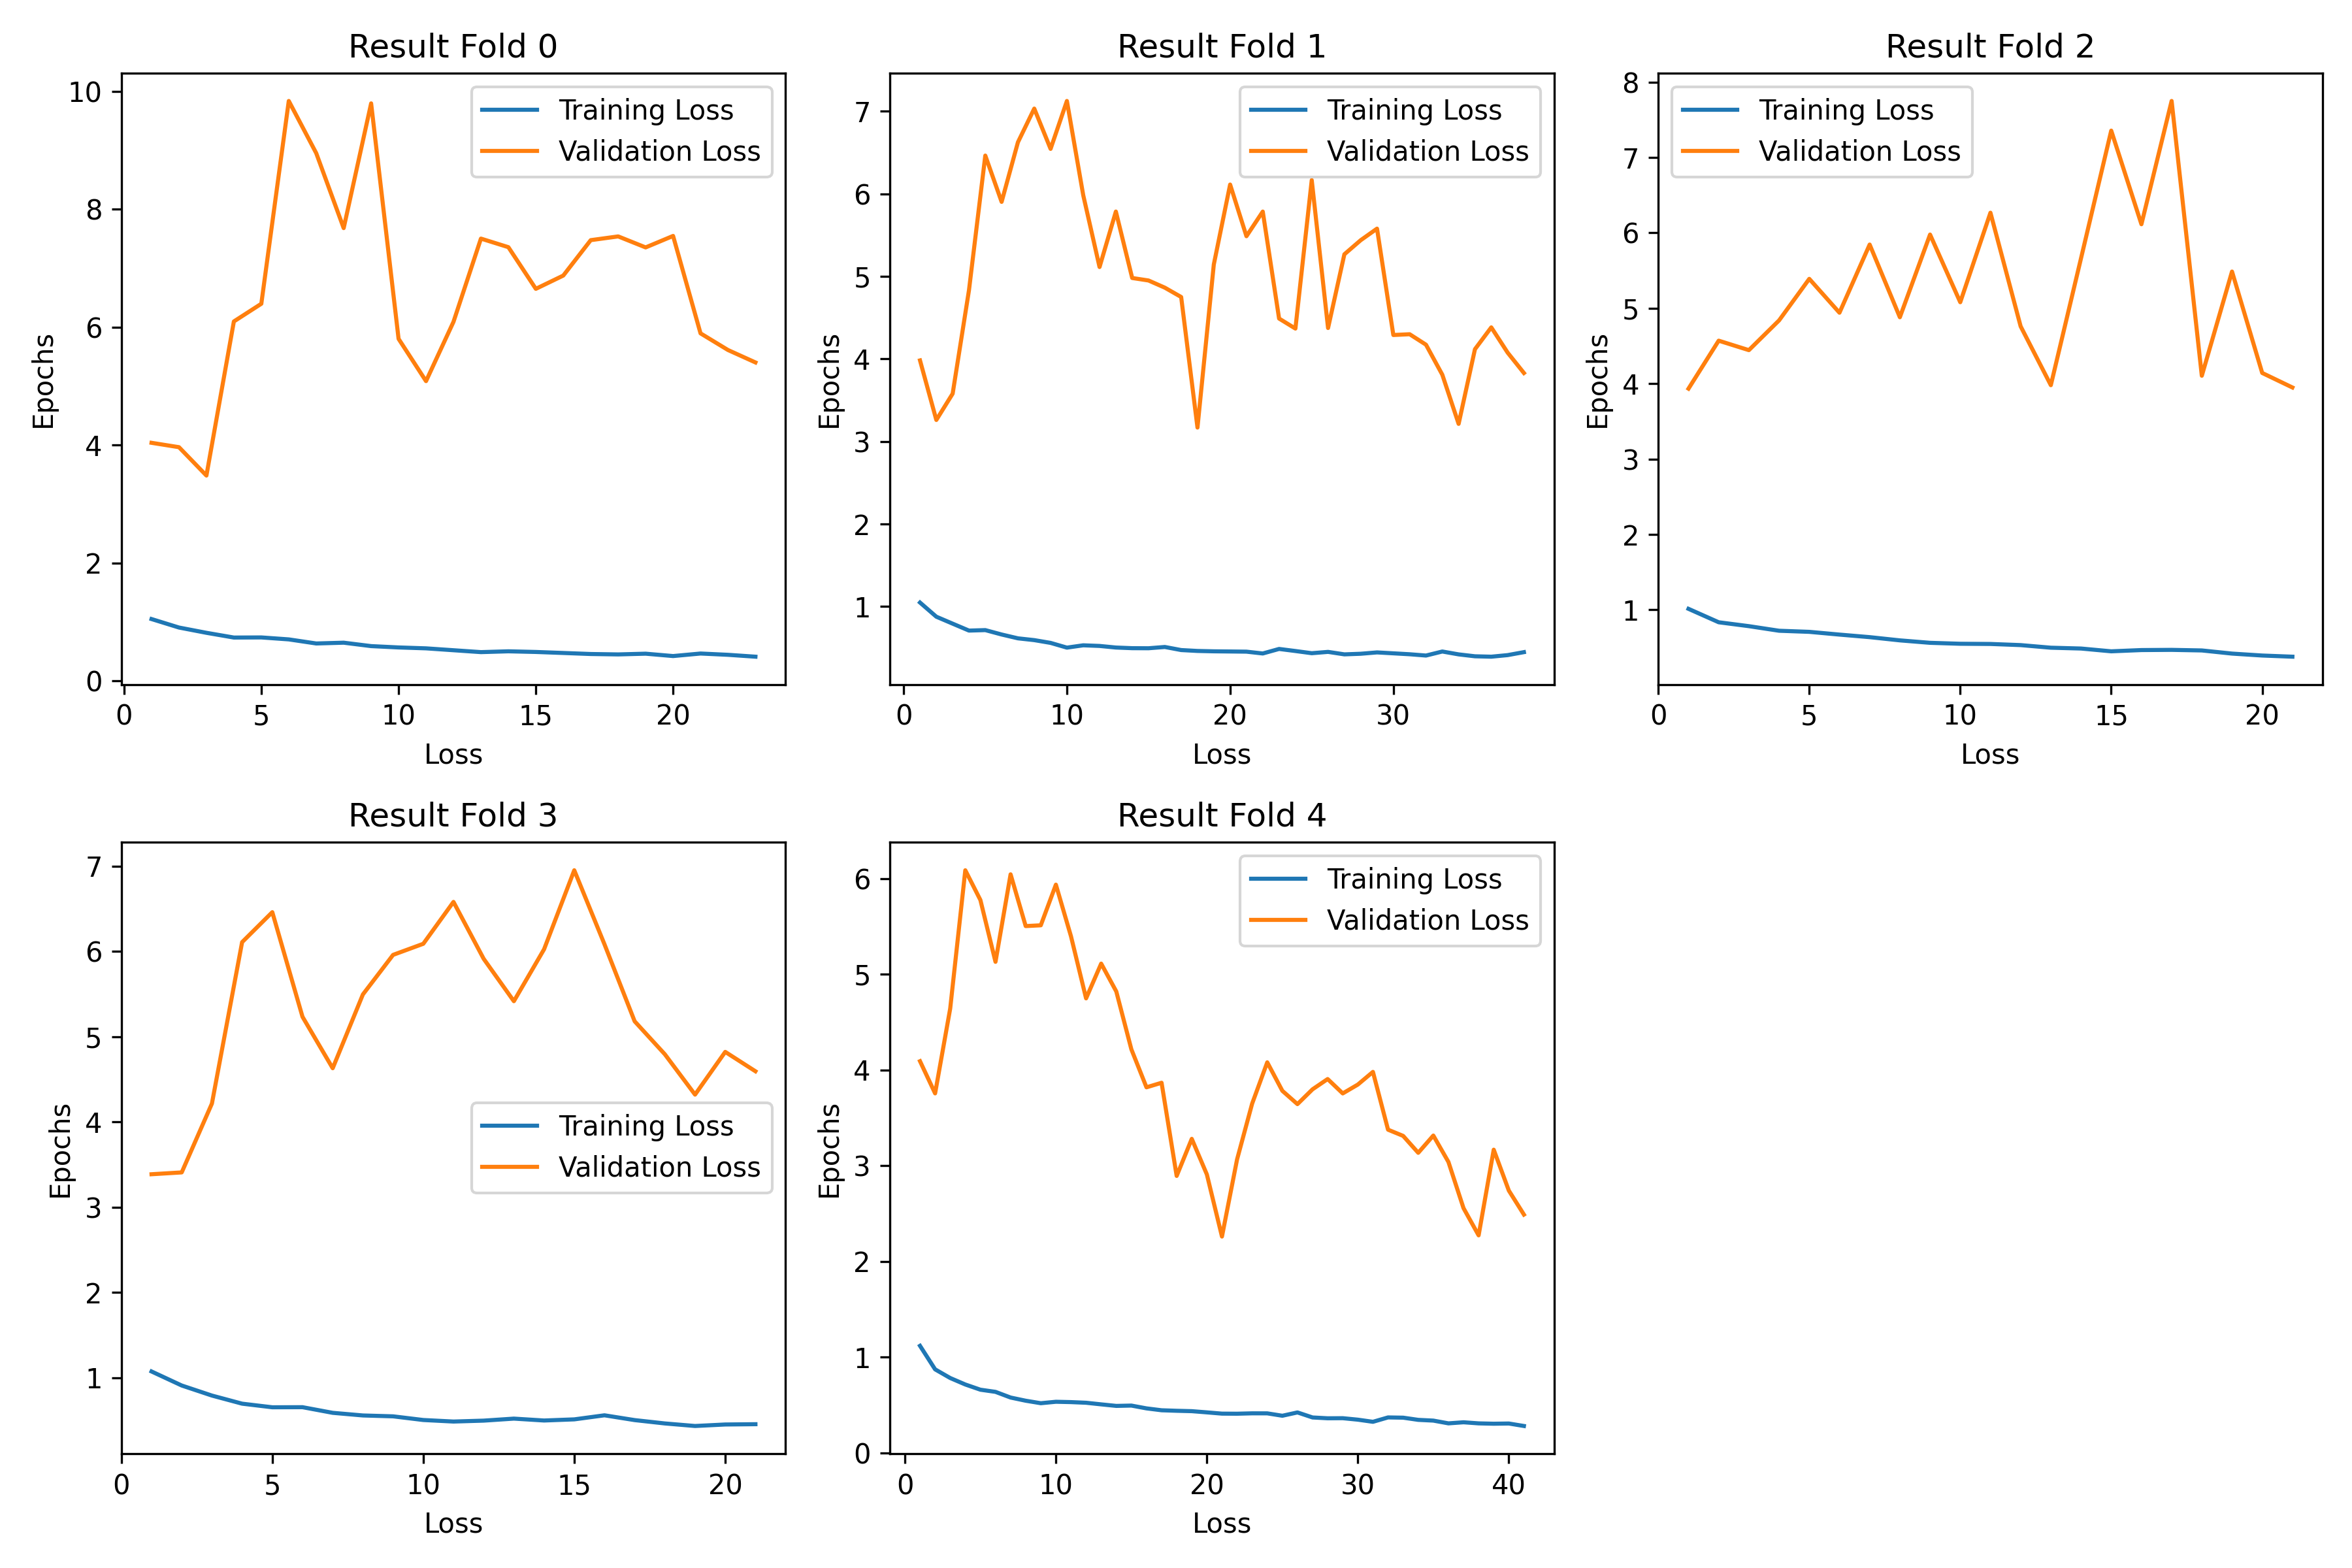 Result Fold 0
10
8
6
4
2
0
Epochs
Training Loss
Validation Loss
0 5 10 15 20
Loss
Result Fold 1
7
6
5
4
3
2
1
Epochs
Training Loss
Validation Loss
0 10 20 30
Loss
Result Fold 2
8
7
6
5
4
3
2
1
Epochs
Training Loss
Validation Loss
0 5 10 15 20
Loss
Result Fold 3
7
6
5
4
3
2
1
Epochs
Training Loss
Validation Loss
0 5 10 15 20
Loss
Result Fold 4
6
5
4
3
2
1
0
Epochs
Training Loss
Validation Loss
0 10 20 30 40
Loss